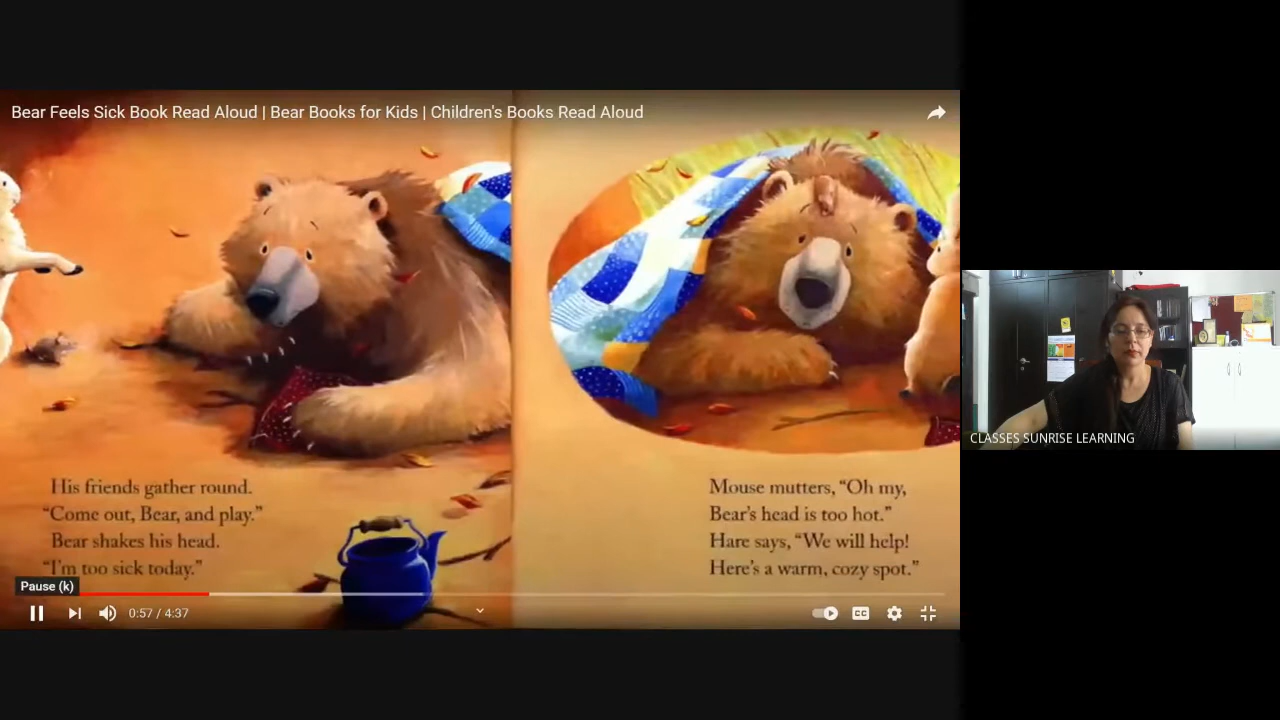 Bear Feels Sick Book Read Aloud | Bear Books for Kids | Children's Books Read Aloud
His friends gather round.
“Come out, Bear, and play.”
Bear shakes his head.
“I'm too sick today.”
Mouse mutters, “Oh my,
Bear's head is too hot.”
Hare says, “We will help!
Here's a warm, cozy spot.”
Pause (k)
0:57 / 4:37
CC
CLASSES SUNRISE LEARNING